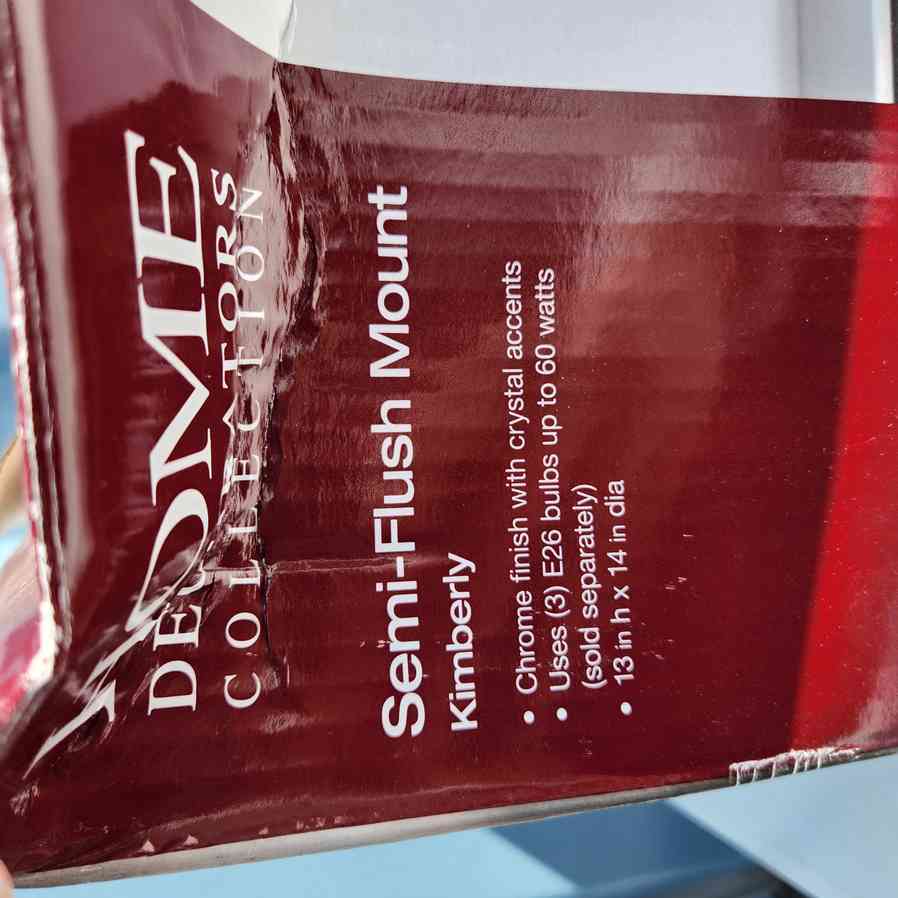 HOME
DECORATORS
COLLECTION
Semi-Flush Mount
Kimberly
• Chrome finish with crystal accents
• Uses (3) E26 bulbs up to 60 watts
(sold separately)
• 13 in h x 14 in dia